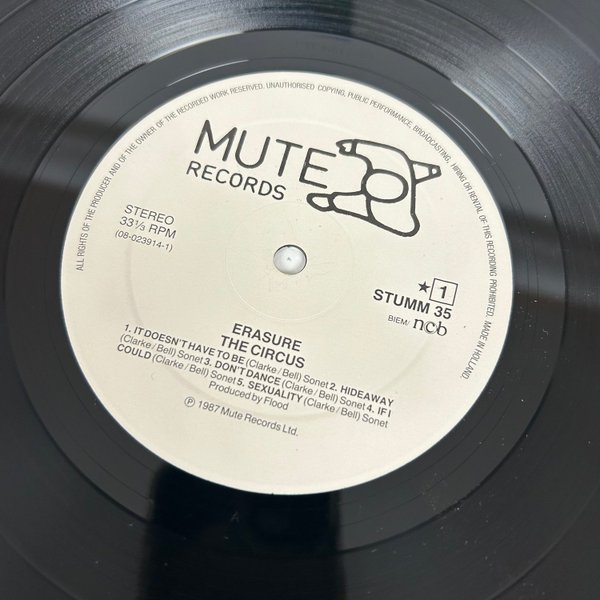 ALL RIGHTS OF THE PRODUCER AND OF THE OWNER OF THE RECORDED WORK RESERVED. UNAUTHORISED COPYING, PUBLIC PERFORMANCE, BROADCASTING, HIRING OR RENTAL OF THIS RECORDING PROHIBITED. MADE IN HOLLAND
MUTE
RECORDS
STEREO
33⅓ RPM
(08-023914-1)
★ 1
STUMM 35
BIEM/ ncb
ERASURE
THE CIRCUS
1. IT DOESN'T HAVE TO BE (Clarke/Bell) Sonet 2. HIDEAWAY
(Clarke/Bell) Sonet 3. DON'T DANCE (Clarke/Bell) Sonet 4. IF I
COULD (Clarke/Bell) Sonet 5. SEXUALITY (Clarke/Bell) Sonet
Produced by Flood
℗ 1987 Mute Records Ltd.